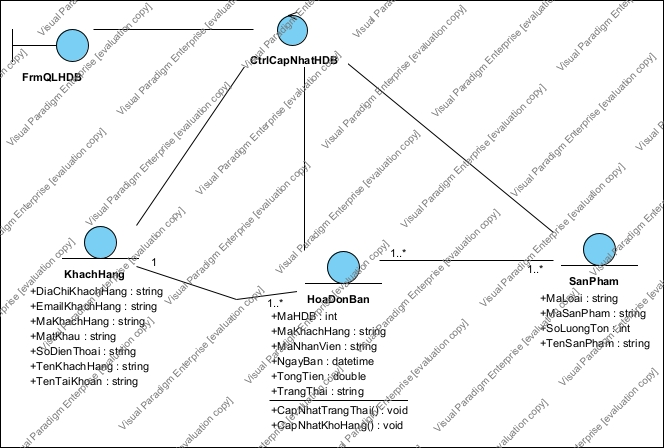 FrmQLHDB
CtrlCapNhatHDB
KhachHang
+DiaChiKhachHang : string
+EmailKhachHang : string
+MaKhachHang : string
+MatKhau : string
+SoDienThoai : string
+TenKhachHang : string
+TenTaiKhoan : string
1
1..*
HoaDonBan
+MaHDB : int
+MaKhachHang : string
+MaNhanVien : string
+NgayBan : datetime
+TongTien : double
+TrangThai : string
+CapNhatTrangThai() : void
+CapNhatKhoHang() : void
1..*
1..*
SanPham
+MaLoai : string
+MaSanPham : string
+SoLuongTon : int
+TenSanPham : string
Visual Paradigm Enterprise [evaluation copy]